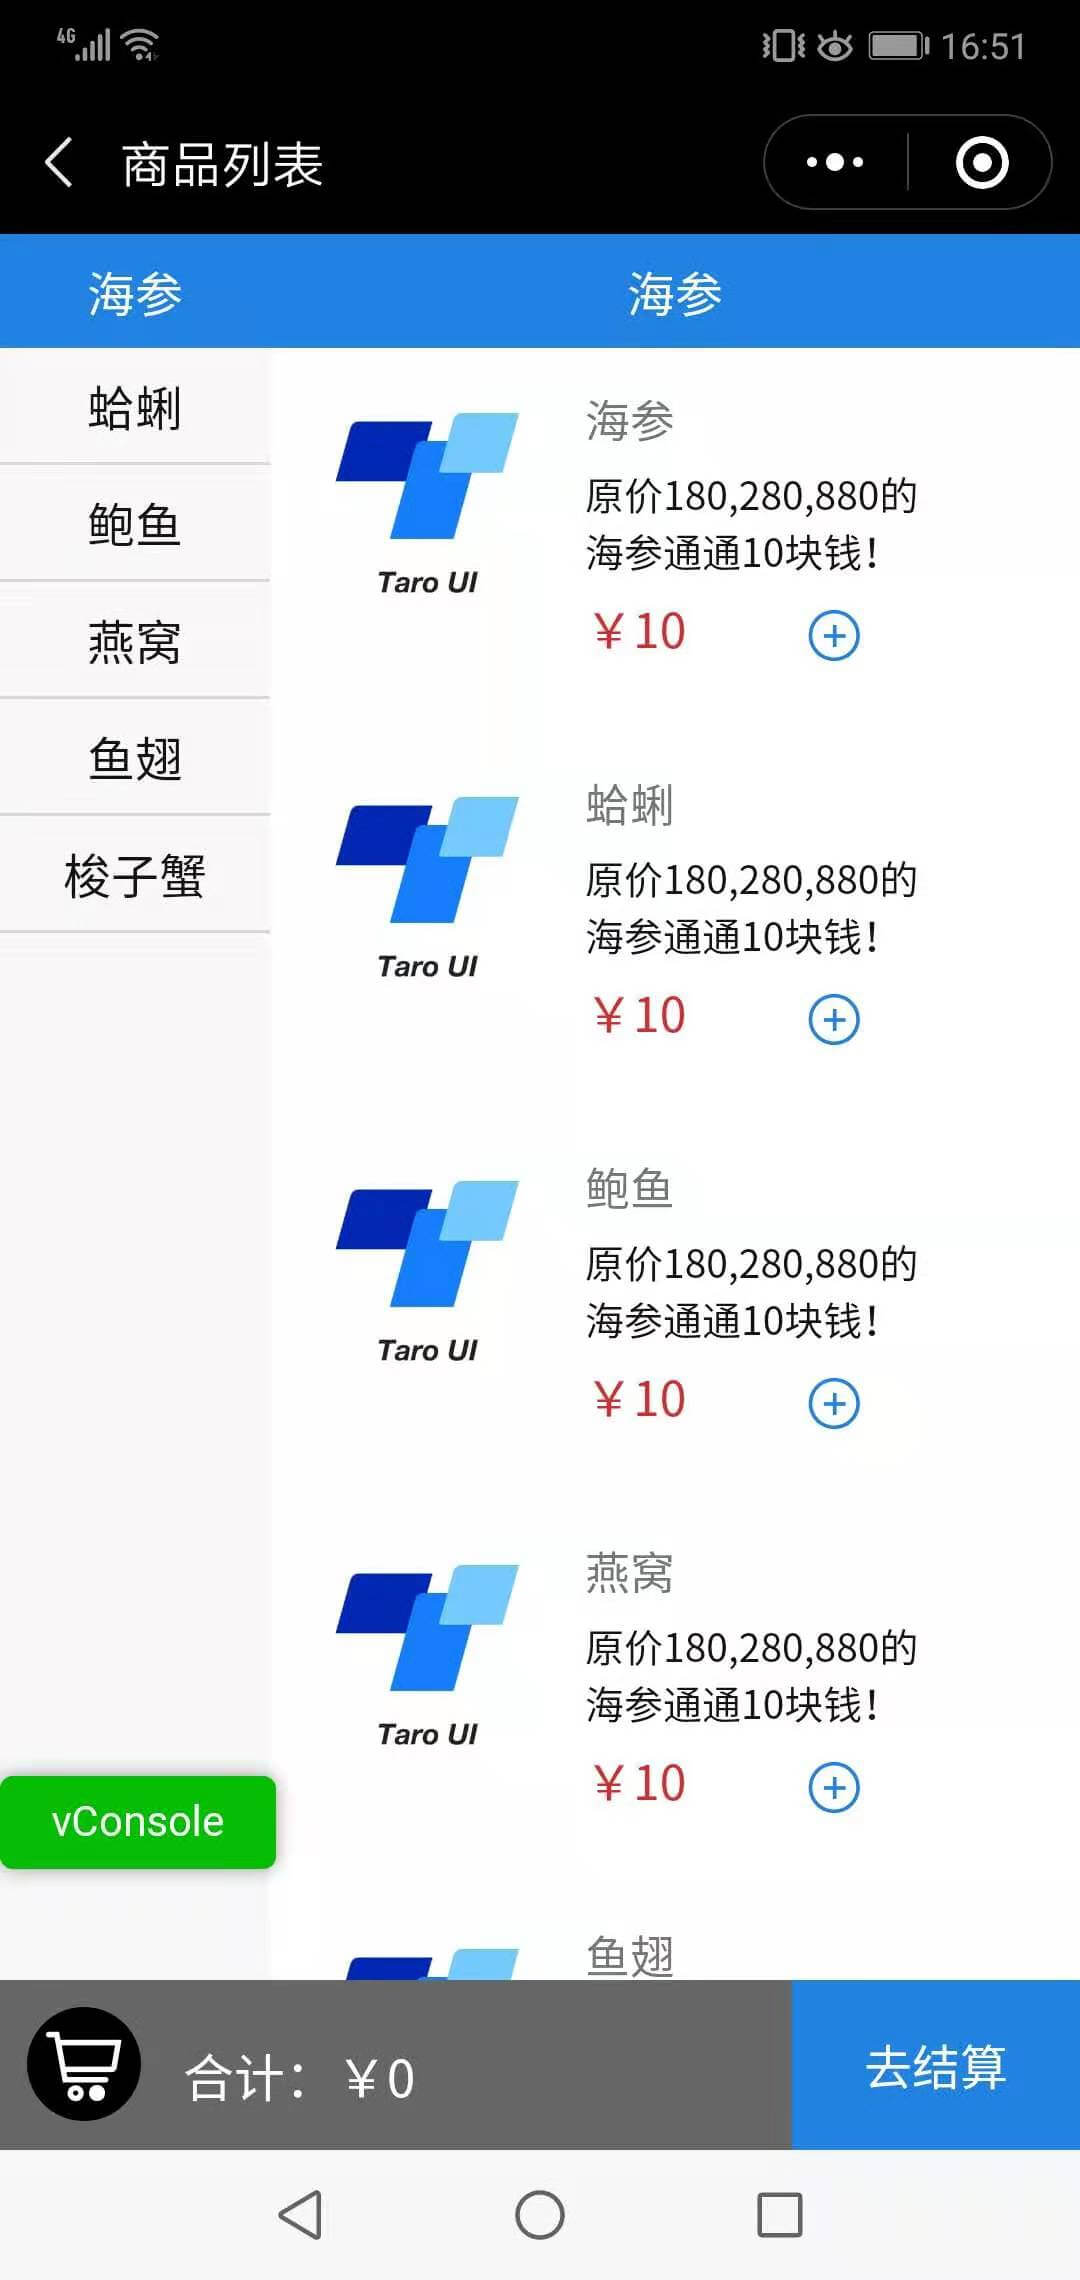 4G 16:51
商品列表
海参
蛤蜊
鲍鱼
燕窝
鱼翅
梭子蟹
海参
海参
原价180,280,880的
海参通通10块钱！
￥10
Taro UI
蛤蜊
原价180,280,880的
海参通通10块钱！
￥10
Taro UI
鲍鱼
原价180,280,880的
海参通通10块钱！
￥10
Taro UI
燕窝
原价180,280,880的
海参通通10块钱！
￥10
Taro UI
鱼翅
vConsole
合计：￥0
去结算